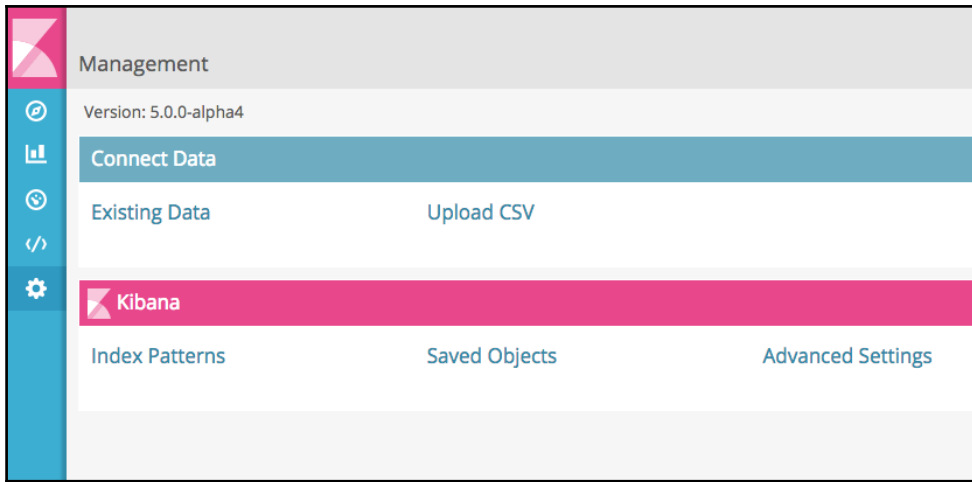 Management
Version: 5.0.0-alpha4
Connect Data
Existing Data Upload CSV
Kibana
Index Patterns Saved Objects Advanced Settings